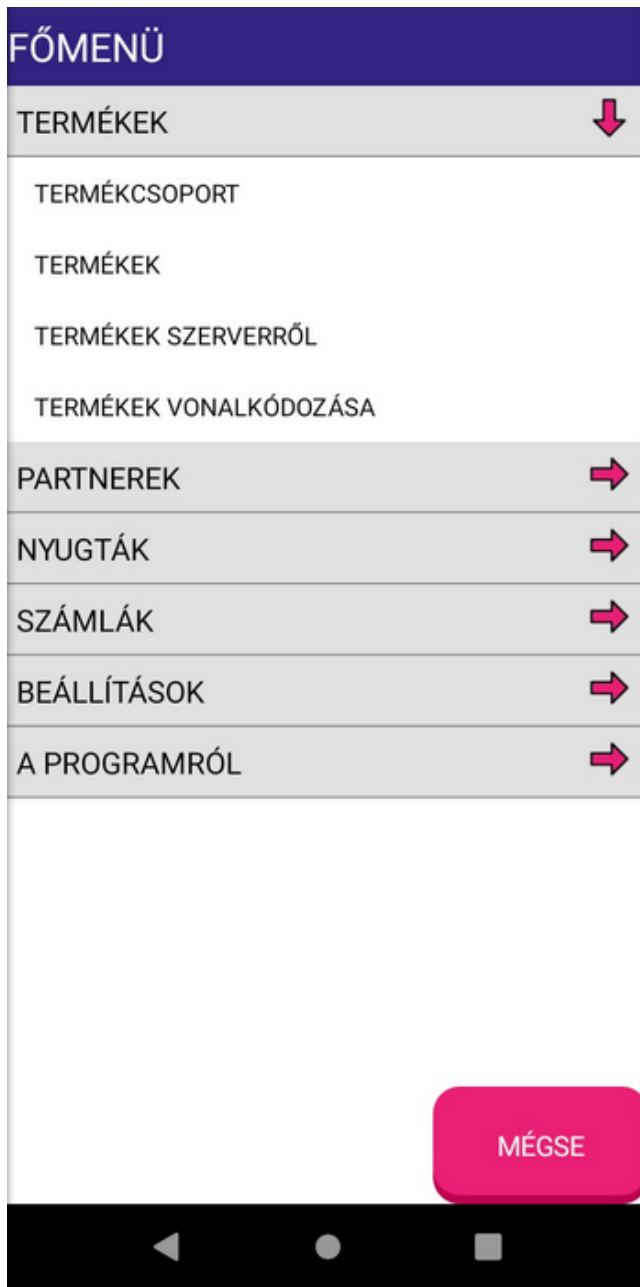 FŐMENÜ
TERMÉKEK
TERMÉKCSOPORT
TERMÉKEK
TERMÉKEK SZERVERRŐL
TERMÉKEK VONALKÓDOZÁSA
PARTNEREK
NYUGTÁK
SZÁMLÁK
BEÁLLÍTÁSOK
A PROGRAMRÓL
MÉGSE